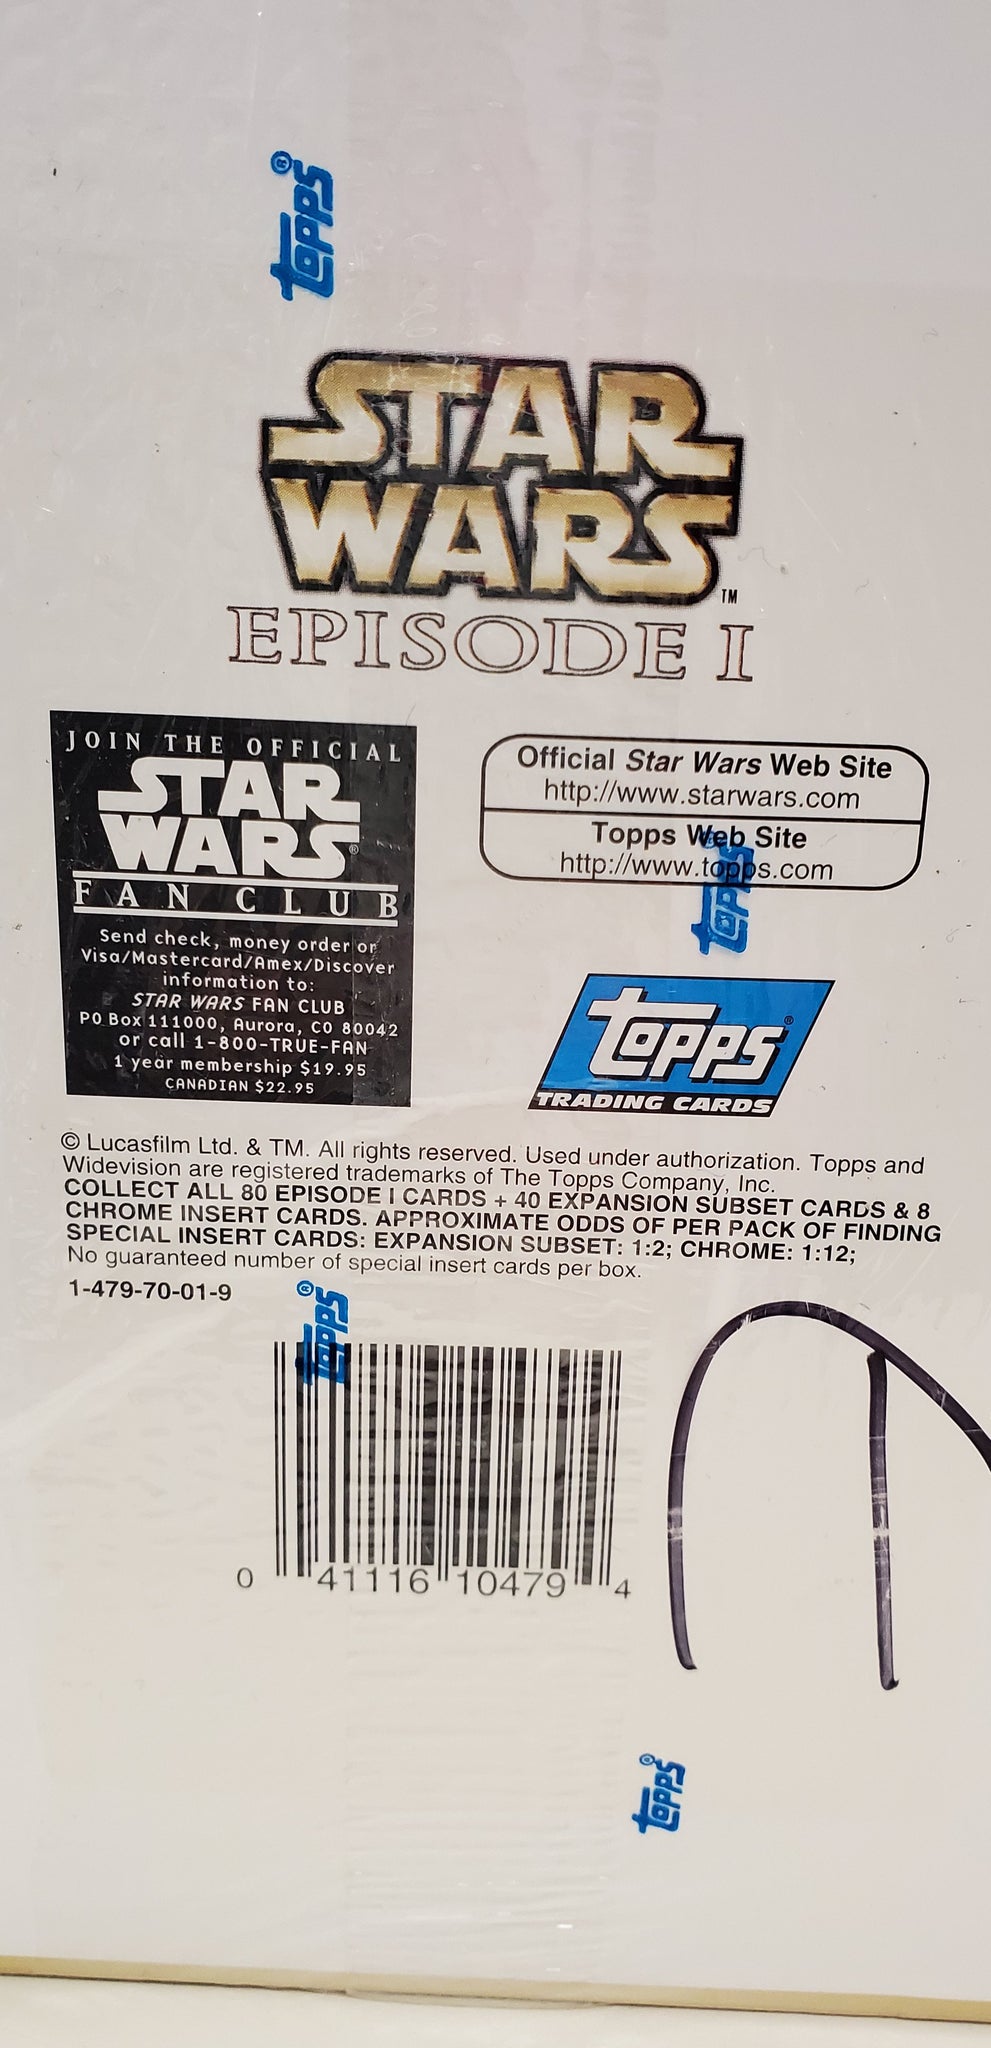 Topps®
STAR
WARS™
EPISODE I
JOIN THE OFFICIAL
STAR
WARS®
FAN CLUB
Send check, money order or
Visa/Mastercard/Amex/Discover
information to:
STAR WARS FAN CLUB
PO Box 111000, Aurora, CO 80042
or call 1-800-TRUE-FAN
1 year membership $19.95
CANADIAN $22.95
Official Star Wars Web Site
http://www.starwars.com
Topps Web Site
http://www.topps.com
Topps®
Topps®
TRADING CARDS
© Lucasfilm Ltd. & TM. All rights reserved. Used under authorization. Topps and
Widevision are registered trademarks of The Topps Company, Inc.
COLLECT ALL 80 EPISODE I CARDS + 40 EXPANSION SUBSET CARDS & 8
CHROME INSERT CARDS. APPROXIMATE ODDS OF PER PACK OF FINDING
SPECIAL INSERT CARDS: EXPANSION SUBSET: 1:2; CHROME: 1:12;
No guaranteed number of special insert cards per box.
1-479-70-01-9
Topps®
0 41116 10479 4
Topps®